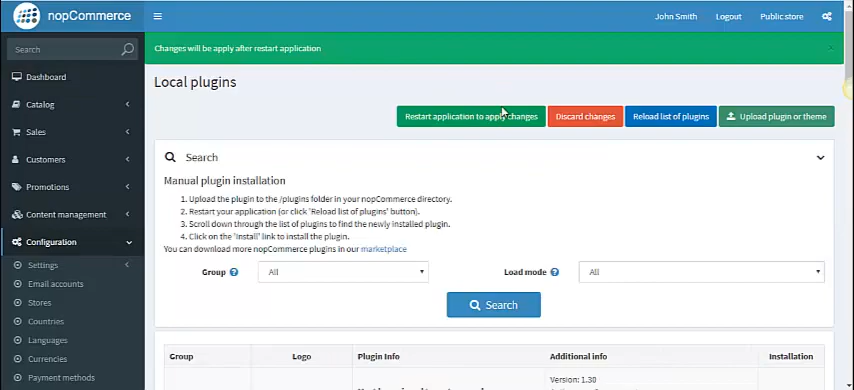 nopCommerce
John Smith Logout Public store
Search
Changes will be apply after restart application
Dashboard
Catalog
Sales
Customers
Promotions
Content management
Configuration
Settings
Email accounts
Stores
Countries
Languages
Currencies
Payment methods
Local plugins
Restart application to apply changes Discard changes Reload list of plugins Upload plugin or theme
Search
Manual plugin installation
1. Upload the plugin to the /plugins folder in your nopCommerce directory.
2. Restart your application (or click 'Reload list of plugins' button).
3. Scroll down through the list of plugins to find the newly installed plugin.
4. Click on the 'Install' link to install the plugin.
You can download more nopCommerce plugins in our marketplace
Group ? All Load mode ? All
Search
Group Logo Plugin Info Additional info Installation
Version: 1.30